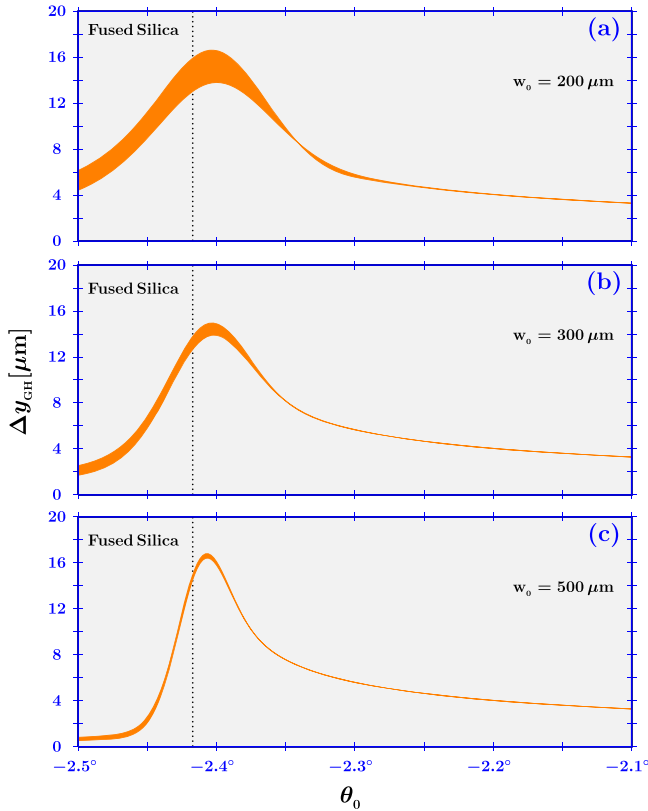 20
Fused Silica
(a)
16
w₀ = 200 μm
12
8
4
0
20
Fused Silica
(b)
16
w₀ = 300 μm
12
8
4
0
Δy_GH[μm]
20
Fused Silica
(c)
16
w₀ = 500 μm
12
8
4
0
−2.5° −2.4° −2.3° −2.2° −2.1°
θ₀